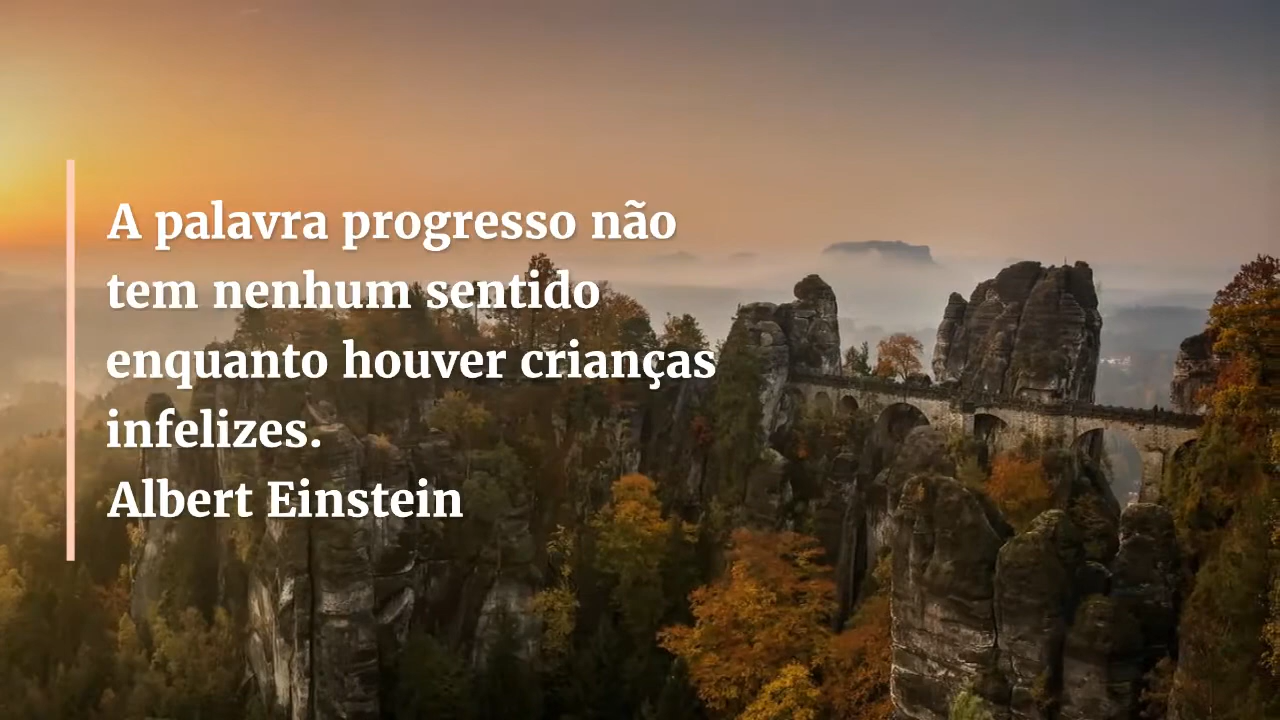 A palavra progresso não
tem nenhum sentido
enquanto houver crianças
infelizes.
Albert Einstein